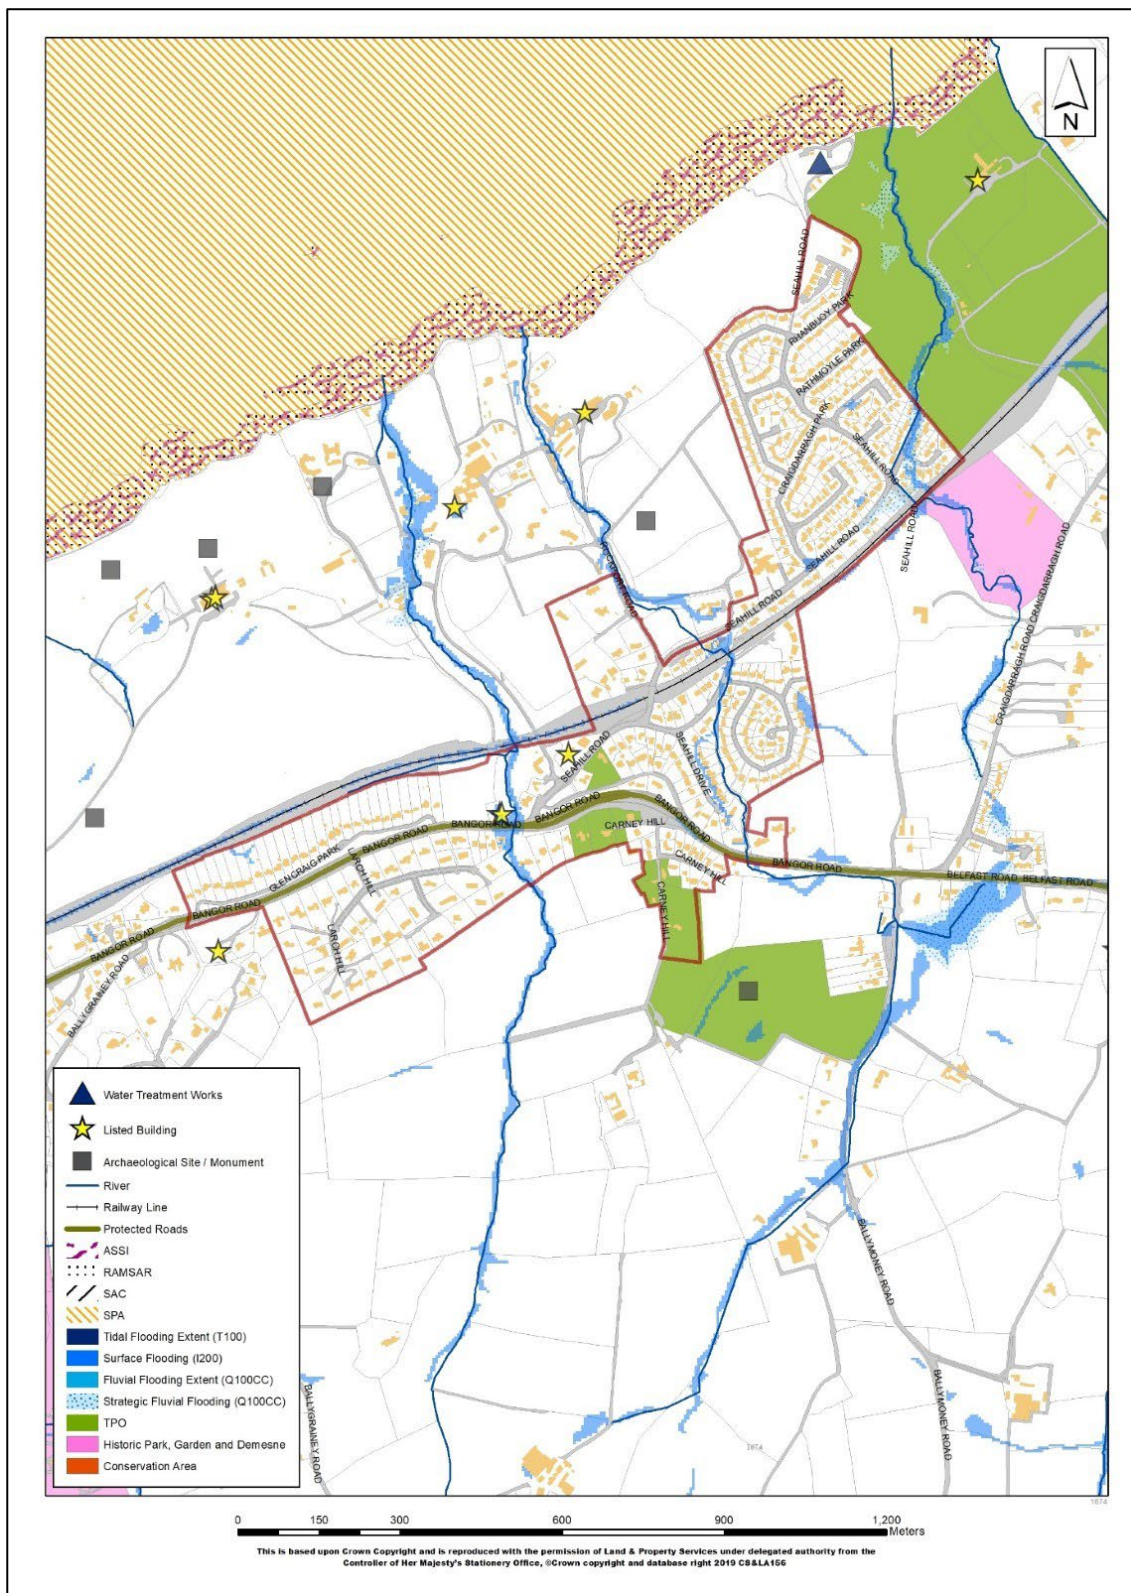 N
SEAHILL ROAD
RHANBUOY PARK
RATHMOYLE PARK
CRAIGDARRAGH PARK
SEAHILL ROAD
SEAHILL ROAD
SEAHILL ROAD
CRAIGDARRAGH ROAD
CRAIGDARRAGH ROAD
CRAIGDARRAGH ROAD
ROCKPORT ROAD
SEAHILL ROAD
SEAHILL ROAD
SEAHILL DRIVE
BANGOR ROAD
BANGOR ROAD
BANGOR ROAD
CARNEY HILL
BANGOR ROAD
GLENCRAIG PARK
LARCH HILL
CARNEY HILL
BANGOR ROAD
BELFAST ROAD
BELFAST ROAD
CARNEY HILL
BANGOR ROAD
BANGOR ROAD
LARCH HILL
BALLYGRAINEY ROAD
Water Treatment Works
Listed Building
Archaeological Site / Monument
River
Railway Line
Protected Roads
ASSI
RAMSAR
SAC
SPA
Tidal Flooding Extent (T100)
Surface Flooding (I200)
Fluvial Flooding Extent (Q100CC)
Strategic Fluvial Flooding (Q100CC)
TPO
Historic Park, Garden and Demesne
Conservation Area
BALLYMONEY ROAD
BALLYGRAINEY ROAD
BALLYMONEY ROAD
1674
1674
0 150 300 600 900 1,200
Meters
This is based upon Crown Copyright and is reproduced with the permission of Land & Property Services under delegated authority from the
Controller of Her Majesty's Stationery Office, ©Crown copyright and database right 2019 CS&LA156